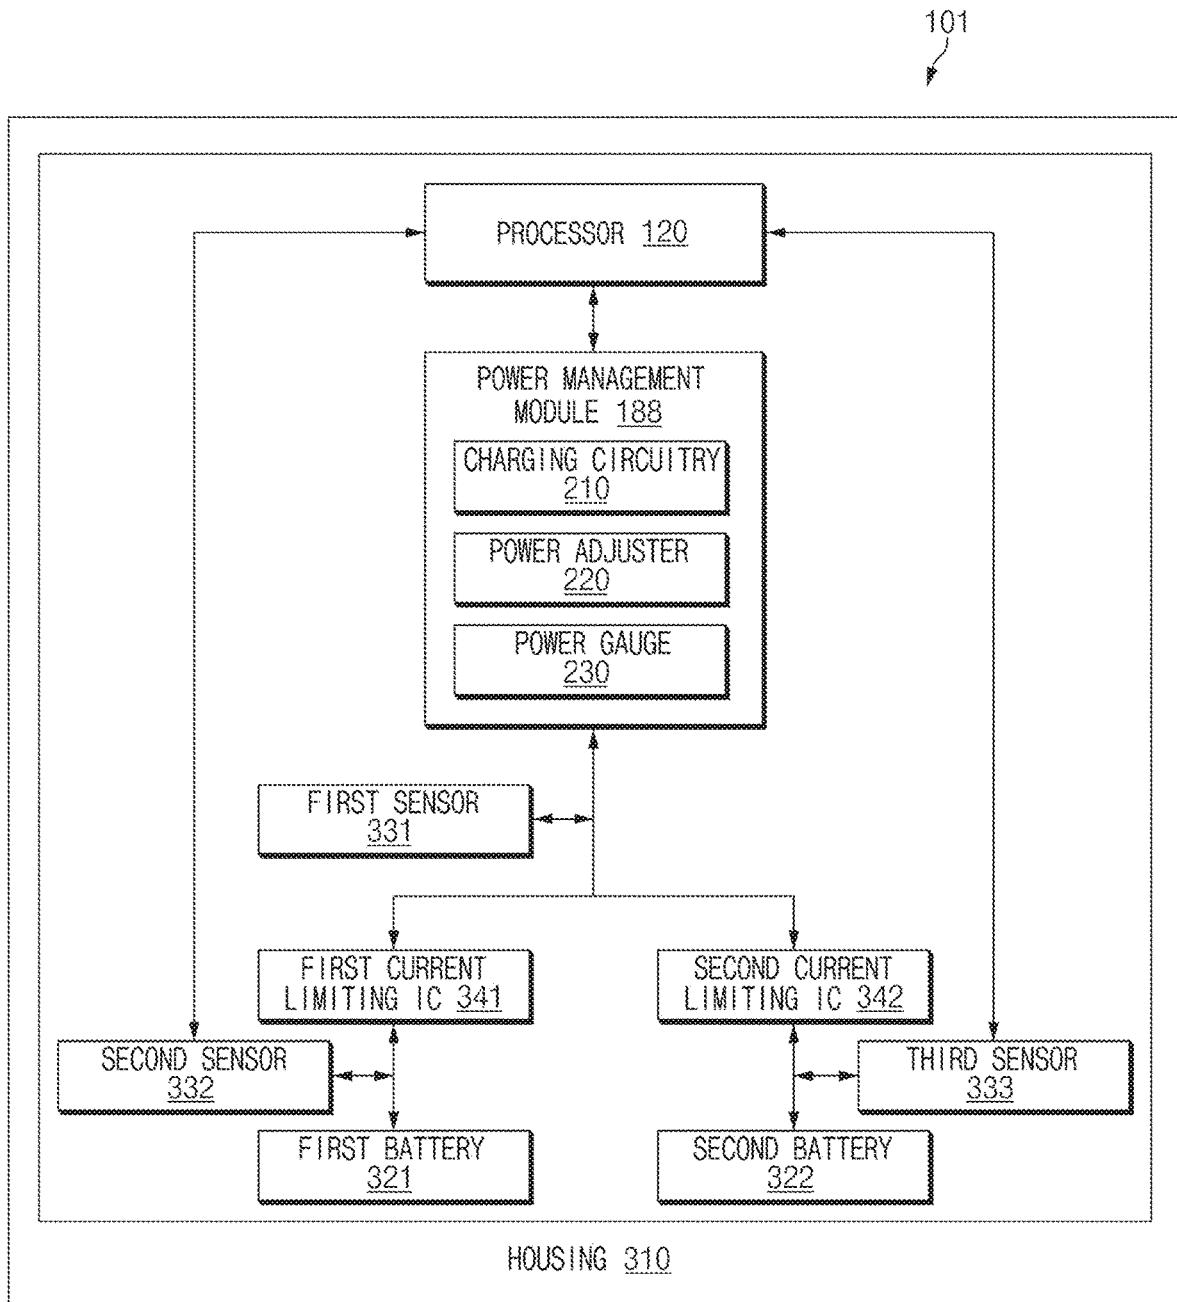 101
PROCESSOR 120
POWER MANAGEMENT
MODULE 188
CHARGING CIRCUITRY
210
POWER ADJUSTER
220
POWER GAUGE
230
FIRST SENSOR
331
FIRST CURRENT
LIMITING IC 341
SECOND CURRENT
LIMITING IC 342
SECOND SENSOR
332
THIRD SENSOR
333
FIRST BATTERY
321
SECOND BATTERY
322
HOUSING 310